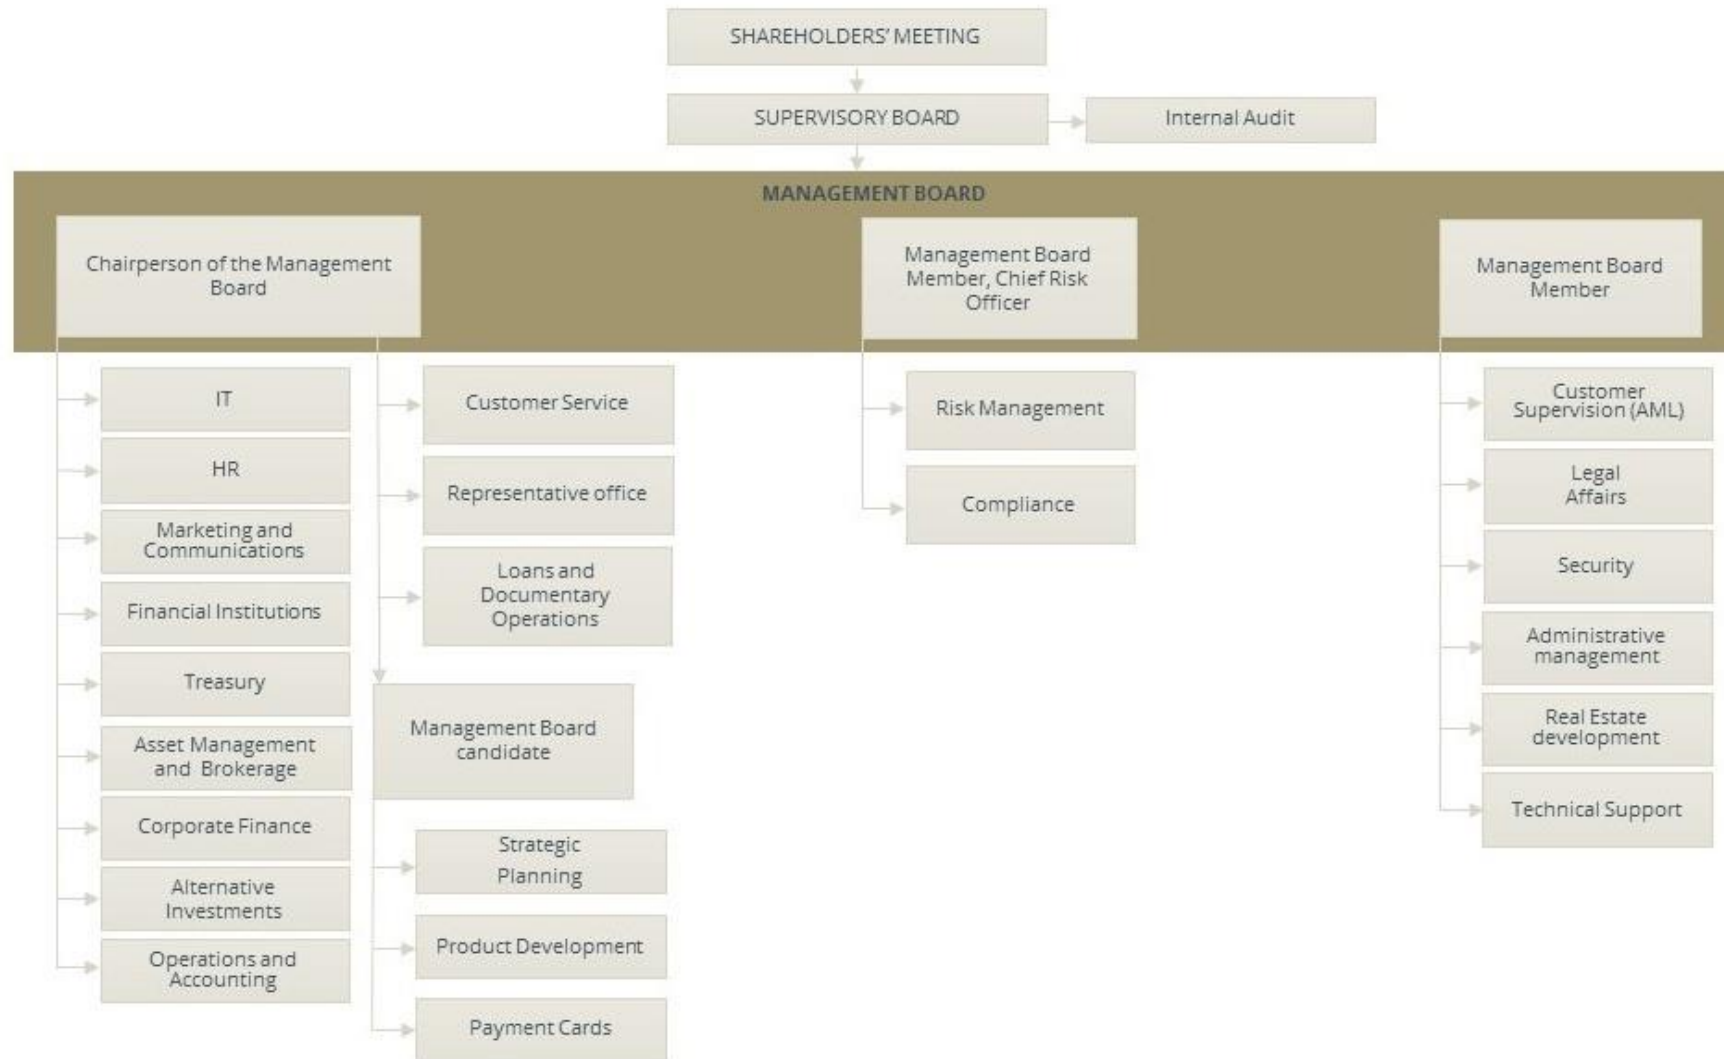 SHAREHOLDERS' MEETING
SUPERVISORY BOARD
Internal Audit
MANAGEMENT BOARD
Chairperson of the Management
Board
IT
HR
Marketing and
Communications
Financial Institutions
Treasury
Asset Management
and Brokerage
Corporate Finance
Alternative
Investments
Operations and
Accounting
Customer Service
Representative office
Loans and
Documentary
Operations
Management Board
candidate
Strategic
Planning
Product Development
Payment Cards
Management Board
Member, Chief Risk
Officer
Risk Management
Compliance
Management Board
Member
Customer
Supervision (AML)
Legal
Affairs
Security
Administrative
management
Real Estate
development
Technical Support